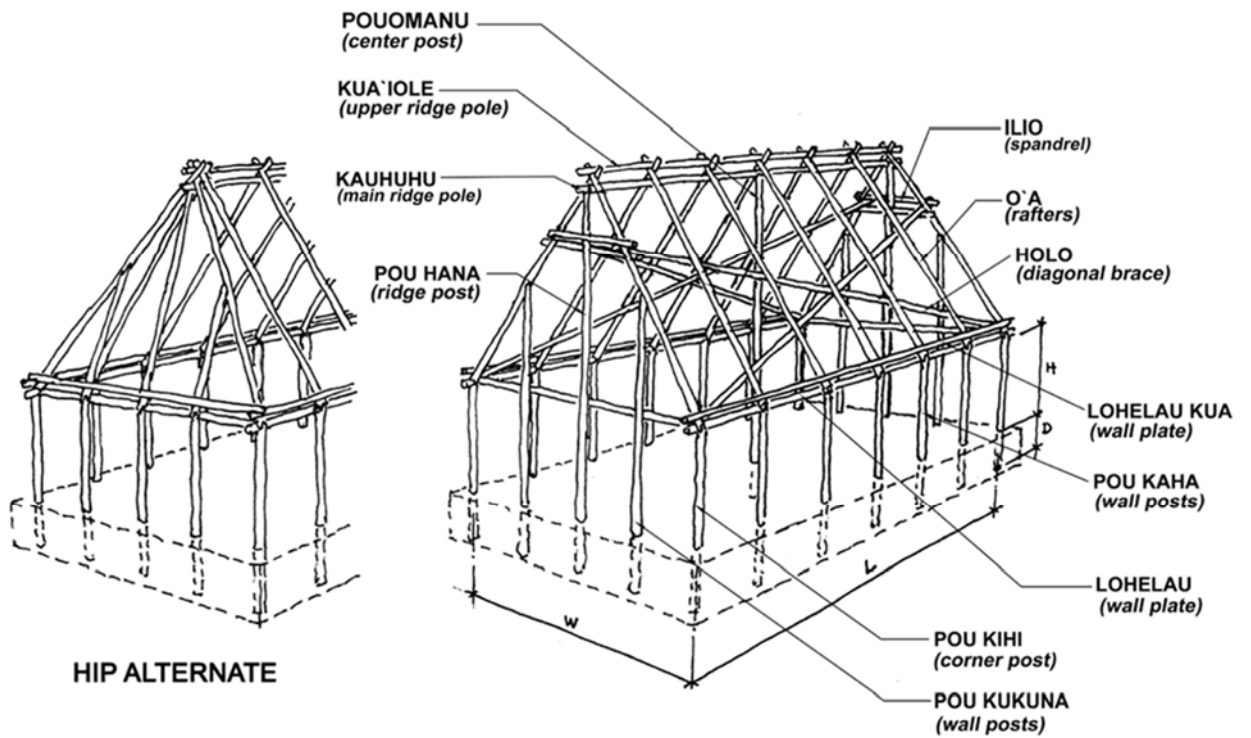 POUOMANU
(center post)
KUA`IOLE
(upper ridge pole)
KAUHUHU
(main ridge pole)
POU HANA
(ridge post)
ILIO
(spandrel)
O`A
(rafters)
HOLO
(diagonal brace)
H
D
LOHELAU KUA
(wall plate)
POU KAHA
(wall posts)
LOHELAU
(wall plate)
L
W
POU KIHI
(corner post)
POU KUKUNA
(wall posts)
HIP ALTERNATE